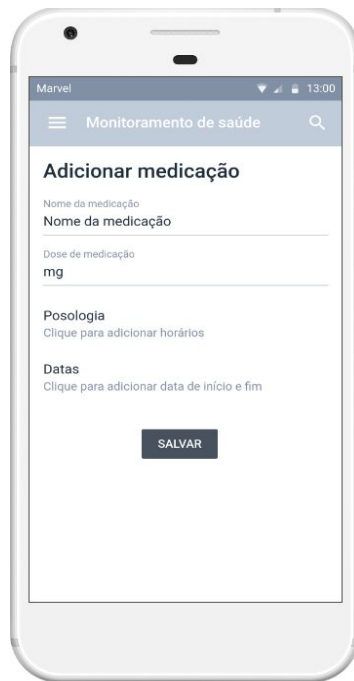 Marvel 13:00
Monitoramento de saúde
Adicionar medicação
Nome da medicação
Nome da medicação
Dose de medicação
mg
Posologia
Clique para adicionar horários
Datas
Clique para adicionar data de início e fim
SALVAR